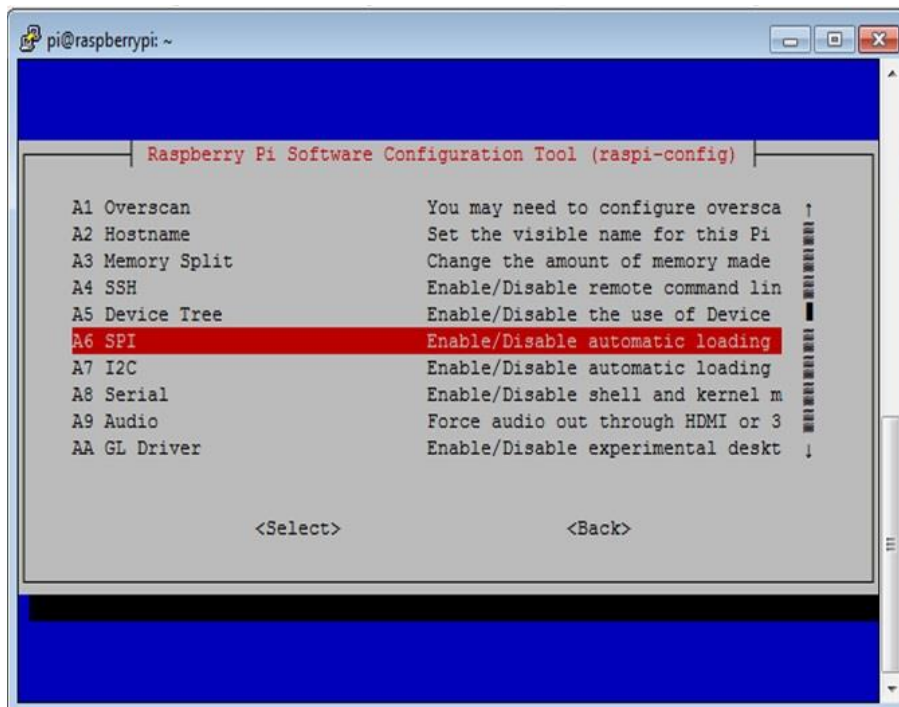 pi@raspberrypi: ~
Raspberry Pi Software Configuration Tool (raspi-config)
A1 Overscan You may need to configure oversca
A2 Hostname Set the visible name for this Pi
A3 Memory Split Change the amount of memory made
A4 SSH Enable/Disable remote command lin
A5 Device Tree Enable/Disable the use of Device
A6 SPI Enable/Disable automatic loading
A7 I2C Enable/Disable automatic loading
A8 Serial Enable/Disable shell and kernel m
A9 Audio Force audio out through HDMI or 3
AA GL Driver Enable/Disable experimental deskt
<Select> <Back>